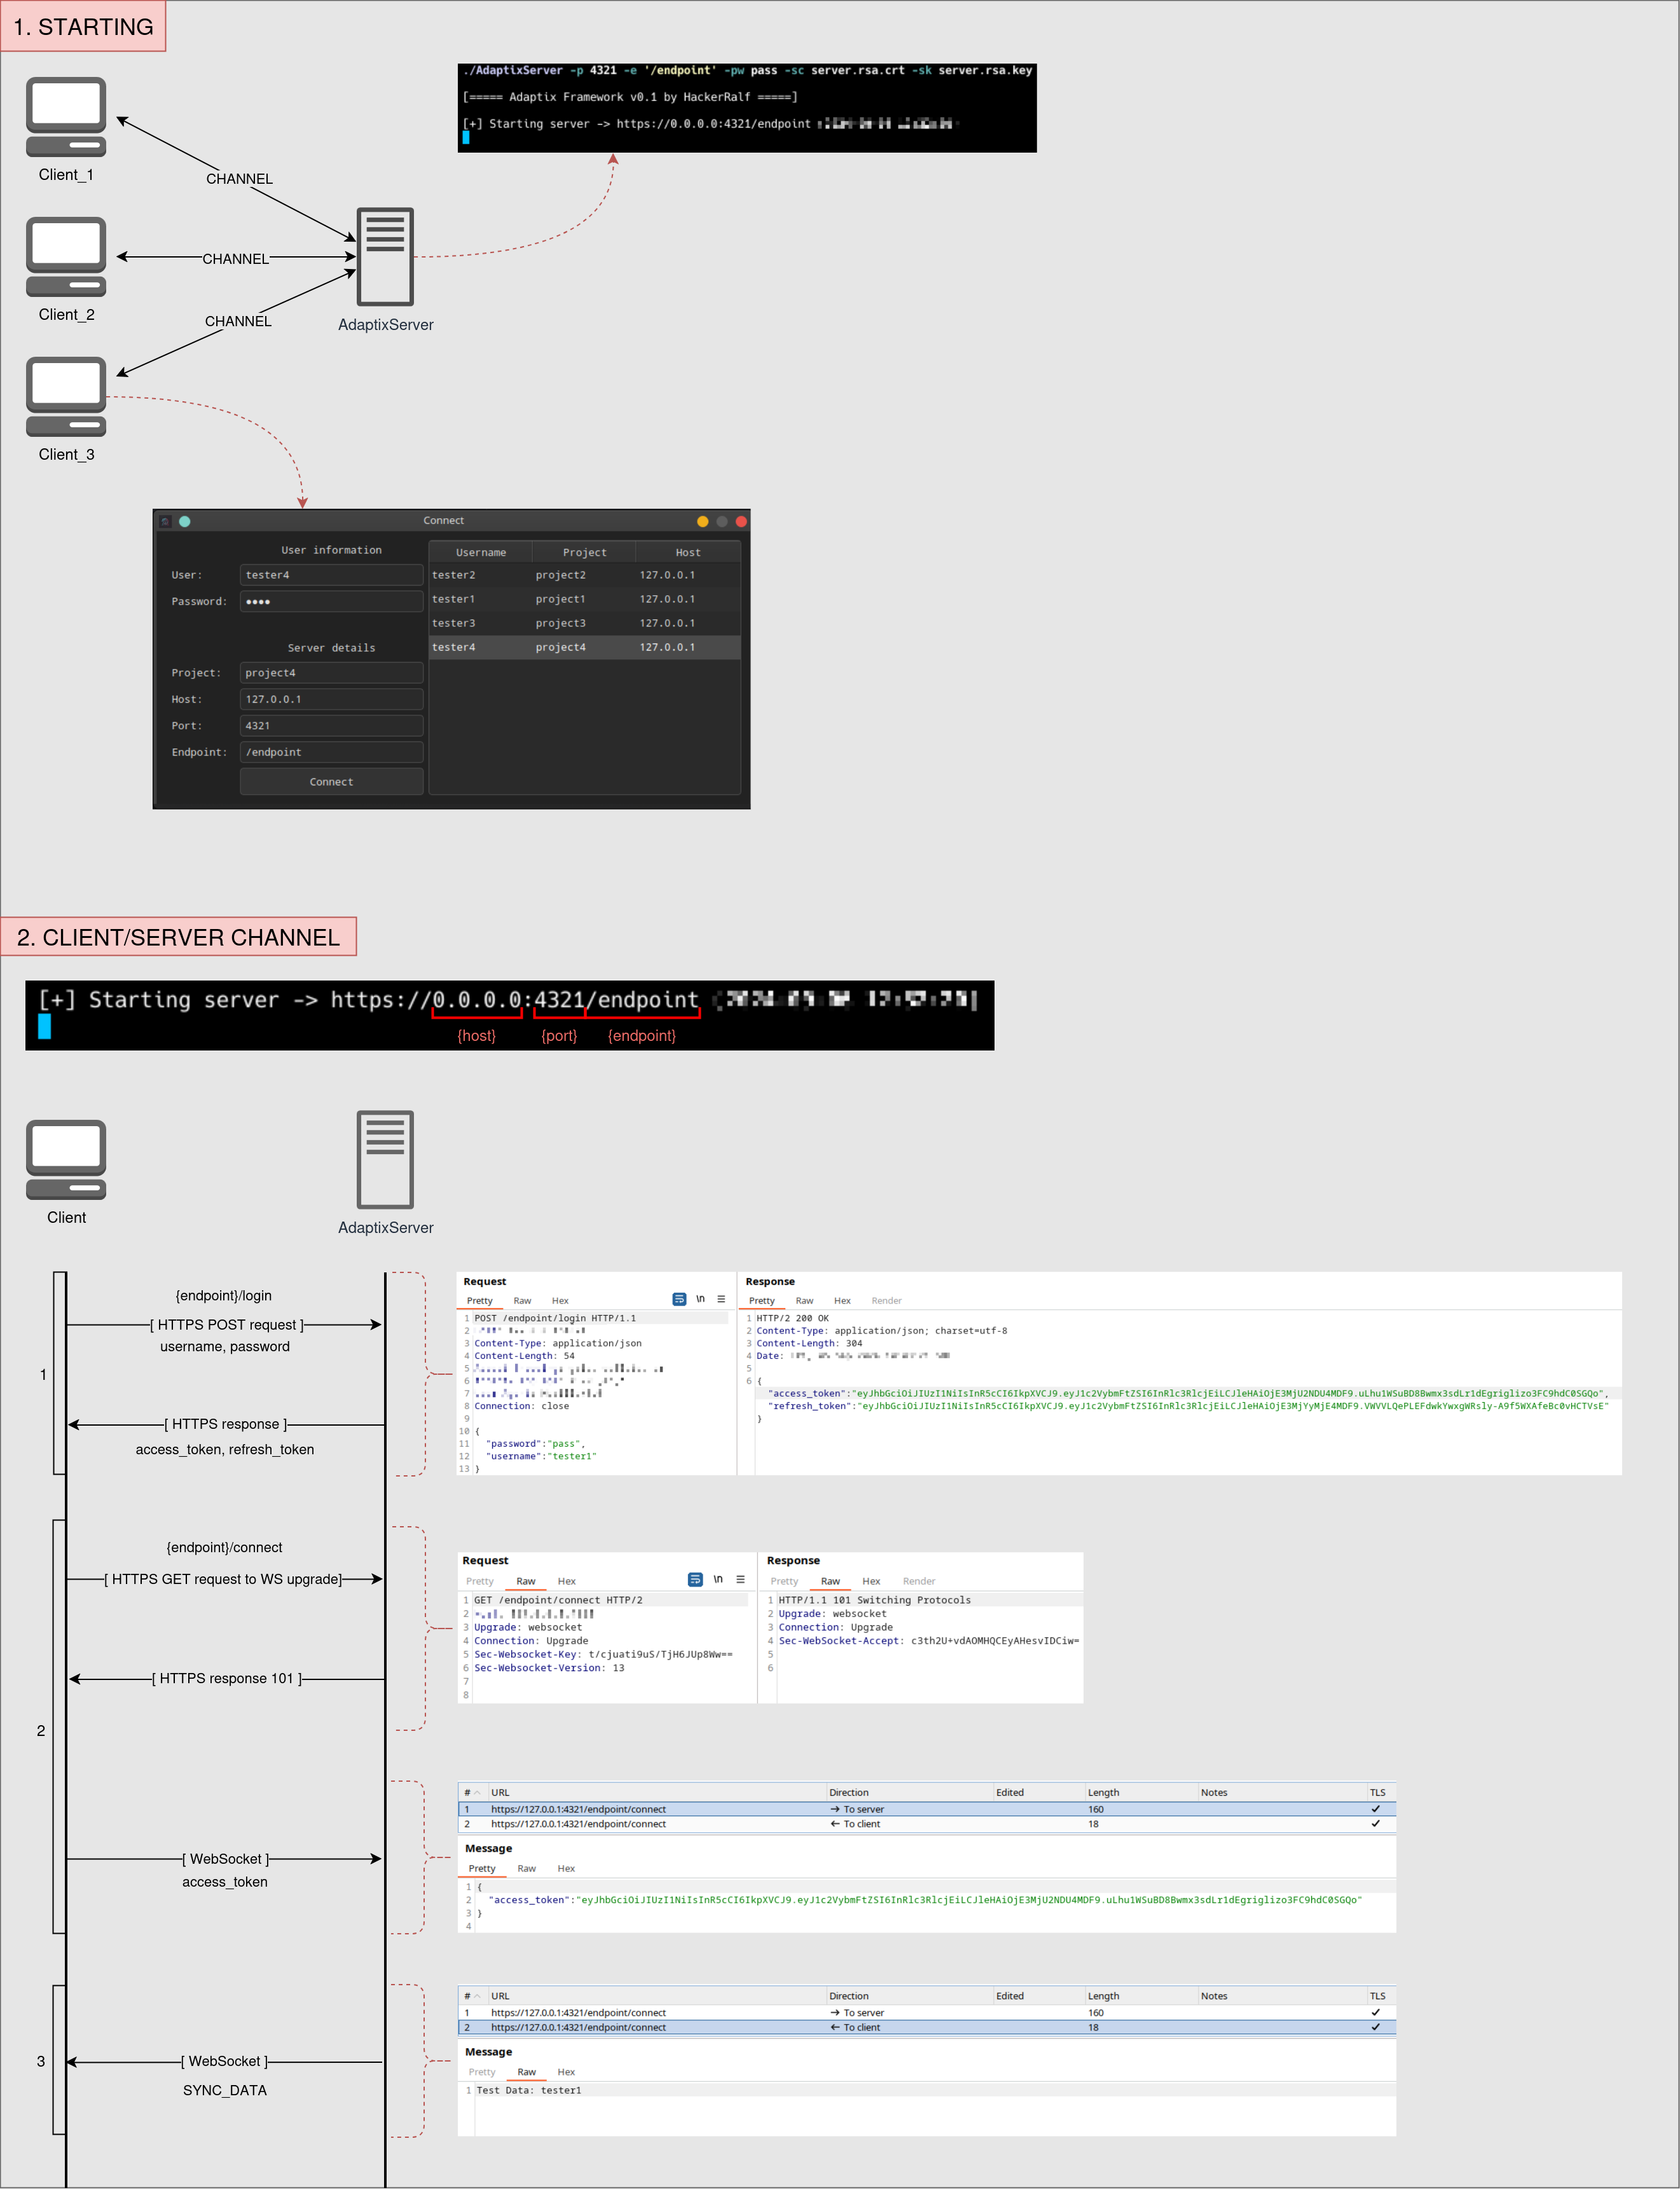 1. STARTING
./AdaptixServer -p 4321 -e '/endpoint' -pw pass -sc server.rsa.crt -sk server.rsa.key
[===== Adaptix Framework v0.1 by HackerRalf =====]
[+] Starting server -> https://0.0.0.0:4321/endpoint
Client_1
CHANNEL
CHANNEL
Client_2
CHANNEL
AdaptixServer
Client_3
Connect
User information
User: tester4
Password: ●●●●
Server details
Project: project4
Host: 127.0.0.1
Port: 4321
Endpoint: /endpoint
Connect
Username Project Host
tester2 project2 127.0.0.1
tester1 project1 127.0.0.1
tester3 project3 127.0.0.1
tester4 project4 127.0.0.1
2. CLIENT/SERVER CHANNEL
[+] Starting server -> https://0.0.0.0:4321/endpoint
{host} {port} {endpoint}
Client
AdaptixServer
1
{endpoint}/login
[ HTTPS POST request ]
username, password
[ HTTPS response ]
access_token, refresh_token
Request
Pretty Raw Hex \n
1 POST /endpoint/login HTTP/1.1
2
3 Content-Type: application/json
4 Content-Length: 54
5
6
7
8 Connection: close
9
10 {
11 "password":"pass",
12 "username":"tester1"
13 }
Response
Pretty Raw Hex Render
1 HTTP/2 200 OK
2 Content-Type: application/json; charset=utf-8
3 Content-Length: 304
4 Date:
5
6 {
"access_token":"eyJhbGciOiJIUzI1NiIsInR5cCI6IkpXVCJ9.eyJ1c2VybmFtZSI6InRlc3RlcjEiLCJleHAiOjE3MjU2NDU4MDF9.uLhu1WSuBD8Bwmx3sdLr1dEgriglizo3FC9hdC0SGQo",
"refresh_token":"eyJhbGciOiJIUzI1NiIsInR5cCI6IkpXVCJ9.eyJ1c2VybmFtZSI6InRlc3RlcjEiLCJleHAiOjE3MjYyMjE4MDF9.VWVVLQePLEFdwkYwxgWRsly-A9f5WXAfeBc0vHCTVsE"
}
2
{endpoint}/connect
[ HTTPS GET request to WS upgrade]
[ HTTPS response 101 ]
Request
Pretty Raw Hex \n
1 GET /endpoint/connect HTTP/2
2
3 Upgrade: websocket
4 Connection: Upgrade
5 Sec-Websocket-Key: t/cjuati9uS/TjH6JUp8Ww==
6 Sec-Websocket-Version: 13
7
8
Response
Pretty Raw Hex Render
1 HTTP/1.1 101 Switching Protocols
2 Upgrade: websocket
3 Connection: Upgrade
4 Sec-WebSocket-Accept: c3th2U+vdAOMHQCEyAHesvIDCiw=
5
6
[ WebSocket ]
access_token
# URL Direction Edited Length Notes TLS
1 https://127.0.0.1:4321/endpoint/connect → To server 160 ✓
2 https://127.0.0.1:4321/endpoint/connect ← To client 18 ✓
Message
Pretty Raw Hex
1 {
2 "access_token":"eyJhbGciOiJIUzI1NiIsInR5cCI6IkpXVCJ9.eyJ1c2VybmFtZSI6InRlc3RlcjEiLCJleHAiOjE3MjU2NDU4MDF9.uLhu1WSuBD8Bwmx3sdLr1dEgriglizo3FC9hdC0SGQo"
3 }
4
3
[ WebSocket ]
SYNC_DATA
# URL Direction Edited Length Notes TLS
1 https://127.0.0.1:4321/endpoint/connect → To server 160 ✓
2 https://127.0.0.1:4321/endpoint/connect ← To client 18 ✓
Message
Pretty Raw Hex
1 Test Data: tester1